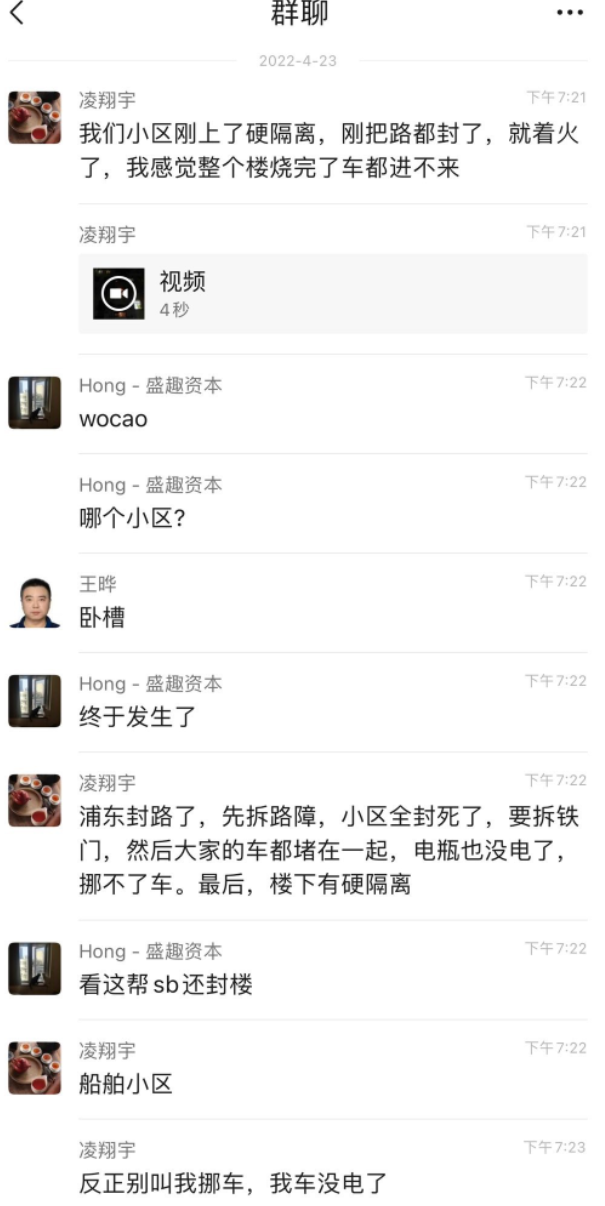 群聊
2022-4-23
凌翔宇
下午7:21
我们小区刚上了硬隔离，刚把路都封了，就着火
了，我感觉整个楼烧完了车都进不来
凌翔宇
下午7:21
视频
4秒
Hong - 盛趣资本
下午7:22
wocao
Hong - 盛趣资本
下午7:22
哪个小区?
王晔
下午7:22
卧槽
Hong - 盛趣资本
下午7:22
终于发生了
凌翔宇
下午7:22
浦东封路了，先拆路障，小区全封死了，要拆铁
门，然后大家的车都堵在一起，电瓶也没电了，
挪不了车。最后，楼下有硬隔离
Hong - 盛趣资本
下午7:22
看这帮sb还封楼
凌翔宇
下午7:22
船舶小区
凌翔宇
下午7:23
反正别叫我挪车，我车没电了